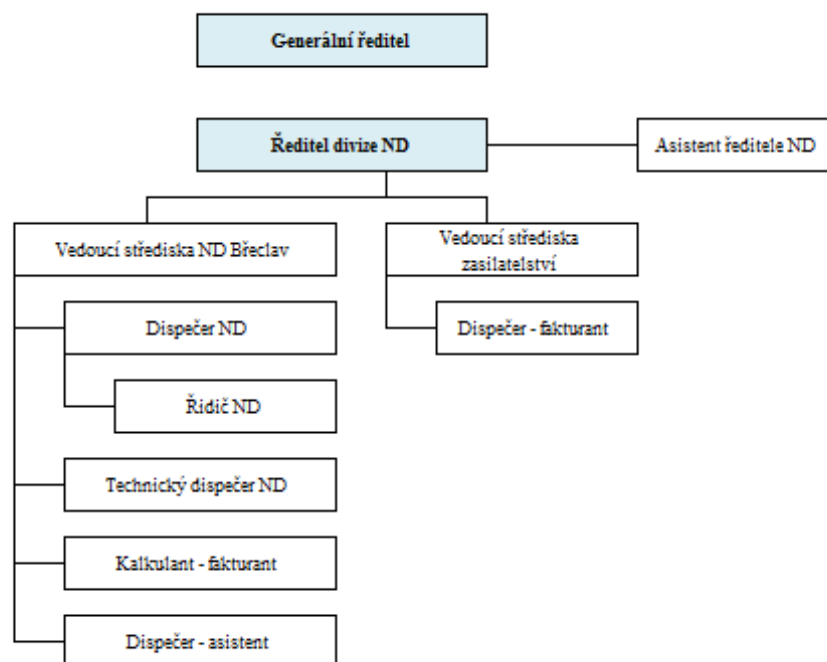 Generální ředitel
Ředitel divize ND
Asistent ředitele ND
Vedoucí střediska ND Břeclav
Vedoucí střediska
zasilatelství
Dispečer ND
Dispečer - fakturant
Řidič ND
Technický dispečer ND
Kalkulant - fakturant
Dispečer - asistent